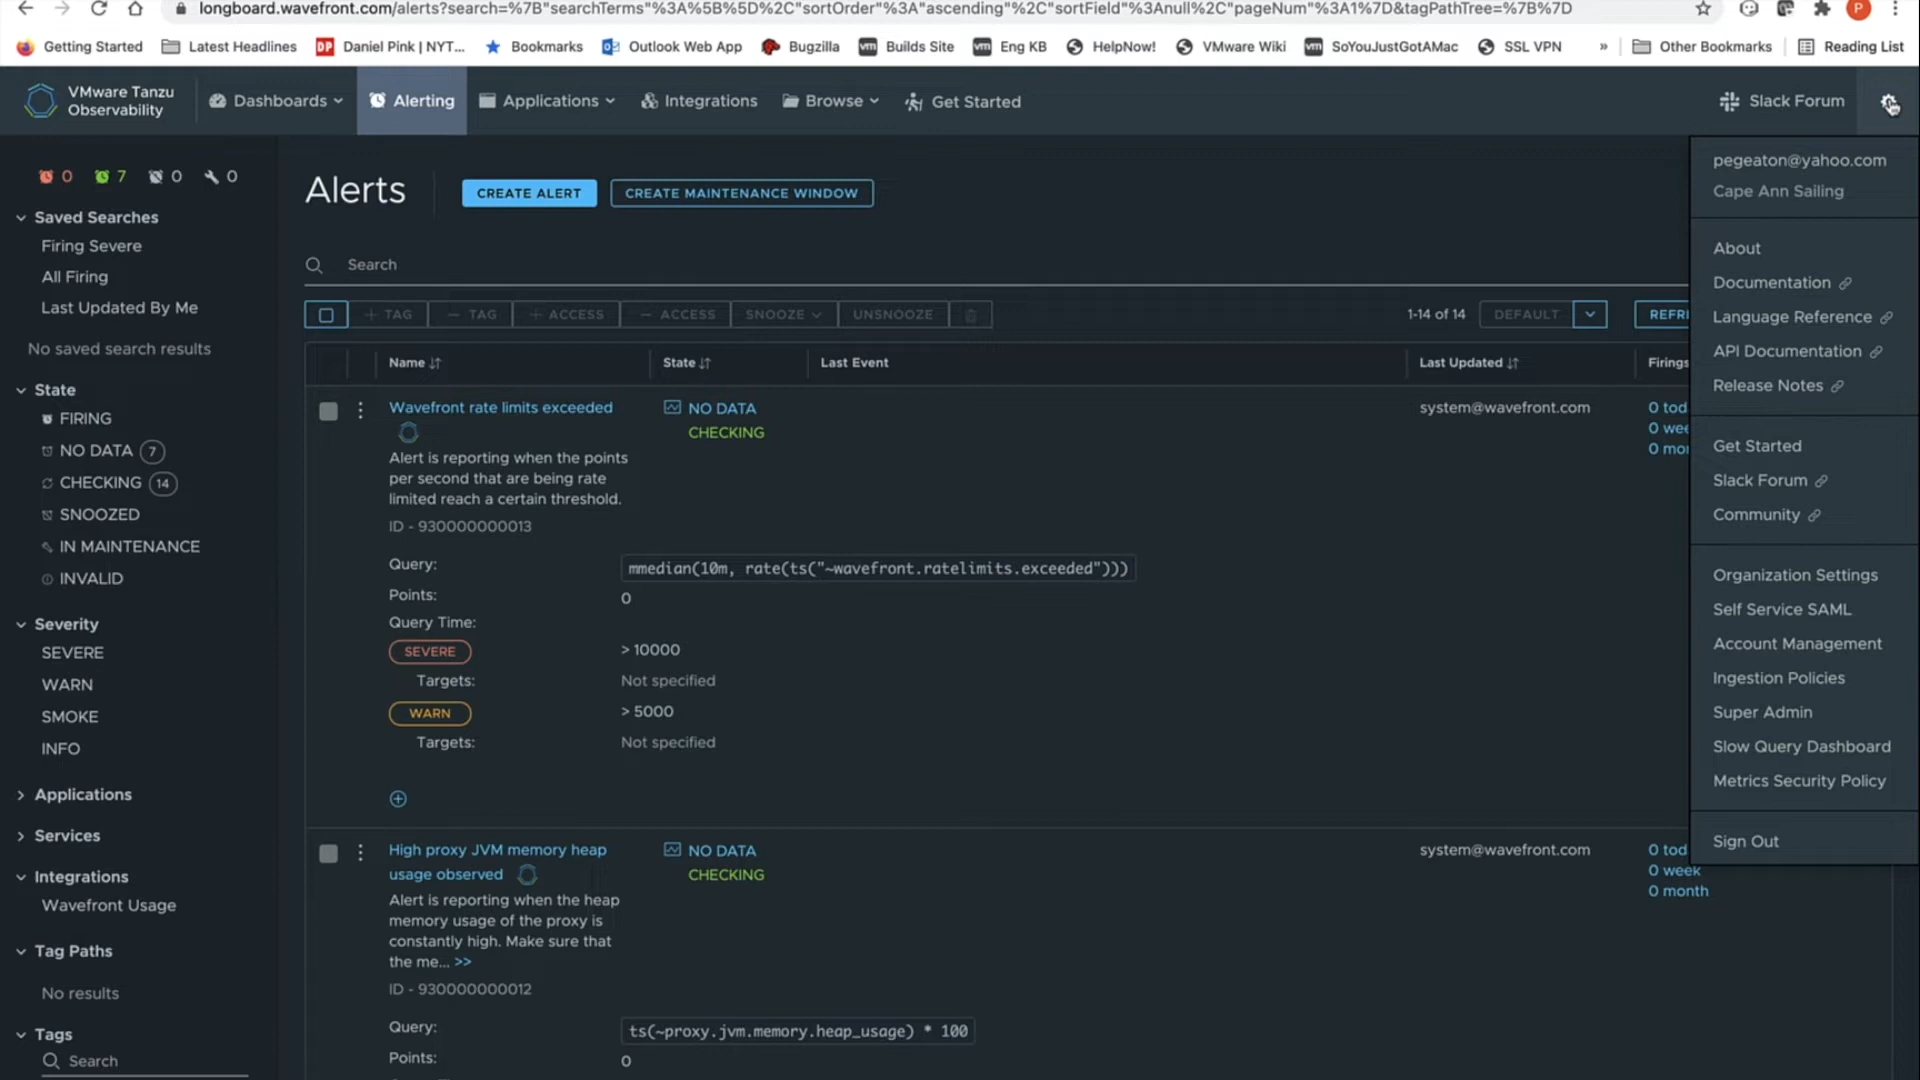 longboard.wavefront.com/alerts?search=%7B"searchTerms"%3A%5B%5D%2C"sortOrder"%3A"ascending"%2C"sortField"%3Anull%2C"pageNum"%3A1%7D&tagPathTree=%7B%7D
P
Getting Started
Latest Headlines
DP Daniel Pink | NYT...
Bookmarks
Outlook Web App
Bugzilla
vm Builds Site
vm Eng KB
HelpNow!
VMware Wiki
vm SoYouJustGotAMac
SSL VPN
»
Other Bookmarks
Reading List
VMware Tanzu
Observability
Dashboards
Alerting
Applications
Integrations
Browse
Get Started
Slack Forum
0 7 0 0
Saved Searches
Firing Severe
All Firing
Last Updated By Me
No saved search results
State
FIRING
NO DATA 7
CHECKING 14
SNOOZED
IN MAINTENANCE
INVALID
Severity
SEVERE
WARN
SMOKE
INFO
Applications
Services
Integrations
Wavefront Usage
Tag Paths
No results
Tags
Search
Alerts
CREATE ALERT
CREATE MAINTENANCE WINDOW
Search
+ TAG
− TAG
+ ACCESS
− ACCESS
SNOOZE
UNSNOOZE
1-14 of 14
DEFAULT
REFR
Name
State
Last Event
Last Updated
Firings
Wavefront rate limits exceeded
NO DATA
CHECKING
system@wavefront.com
0 tod
0 wee
0 mon
Alert is reporting when the points
per second that are being rate
limited reach a certain threshold.
ID - 930000000013
Query: mmedian(10m, rate(ts("~wavefront.ratelimits.exceeded")))
Points: 0
Query Time:
SEVERE > 10000
Targets: Not specified
WARN > 5000
Targets: Not specified
High proxy JVM memory heap
usage observed
NO DATA
CHECKING
system@wavefront.com
0 tod
0 week
0 month
Alert is reporting when the heap
memory usage of the proxy is
constantly high. Make sure that
the me... >>
ID - 930000000012
Query: ts(~proxy.jvm.memory.heap_usage) * 100
Points: 0
pegeaton@yahoo.com
Cape Ann Sailing
About
Documentation
Language Reference
API Documentation
Release Notes
Get Started
Slack Forum
Community
Organization Settings
Self Service SAML
Account Management
Ingestion Policies
Super Admin
Slow Query Dashboard
Metrics Security Policy
Sign Out